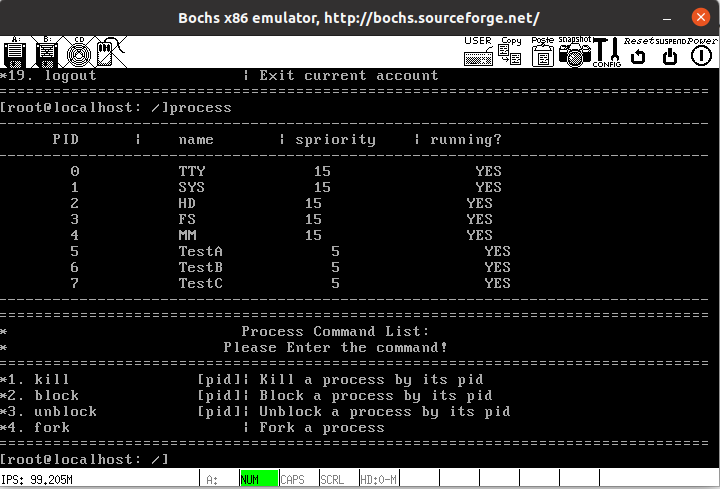 Bochs x86 emulator, http://bochs.sourceforge.net/
A: B: CD USER Copy Paste snapshot CONFIG Reset SUSPEND Power
*19. logout | Exit current account
================================================================================
[root@localhost: /]process
--------------------------------------------------------------------------------
PID | name | spriority | running?
--------------------------------------------------------------------------------
0 TTY 15 YES
1 SYS 15 YES
2 HD 15 YES
3 FS 15 YES
4 MM 15 YES
5 TestA 5 YES
6 TestB 5 YES
7 TestC 5 YES
--------------------------------------------------------------------------------
================================================================================
* Process Command List:
* Please Enter the command!
================================================================================
*1. kill [pid]| Kill a process by its pid
*2. block [pid]| Block a process by its pid
*3. unblock [pid]| Unblock a process by its pid
*4. fork | Fork a process
================================================================================
[root@localhost: /]
IPS: 99.205M A: NUM CAPS SCRL HD:0-M